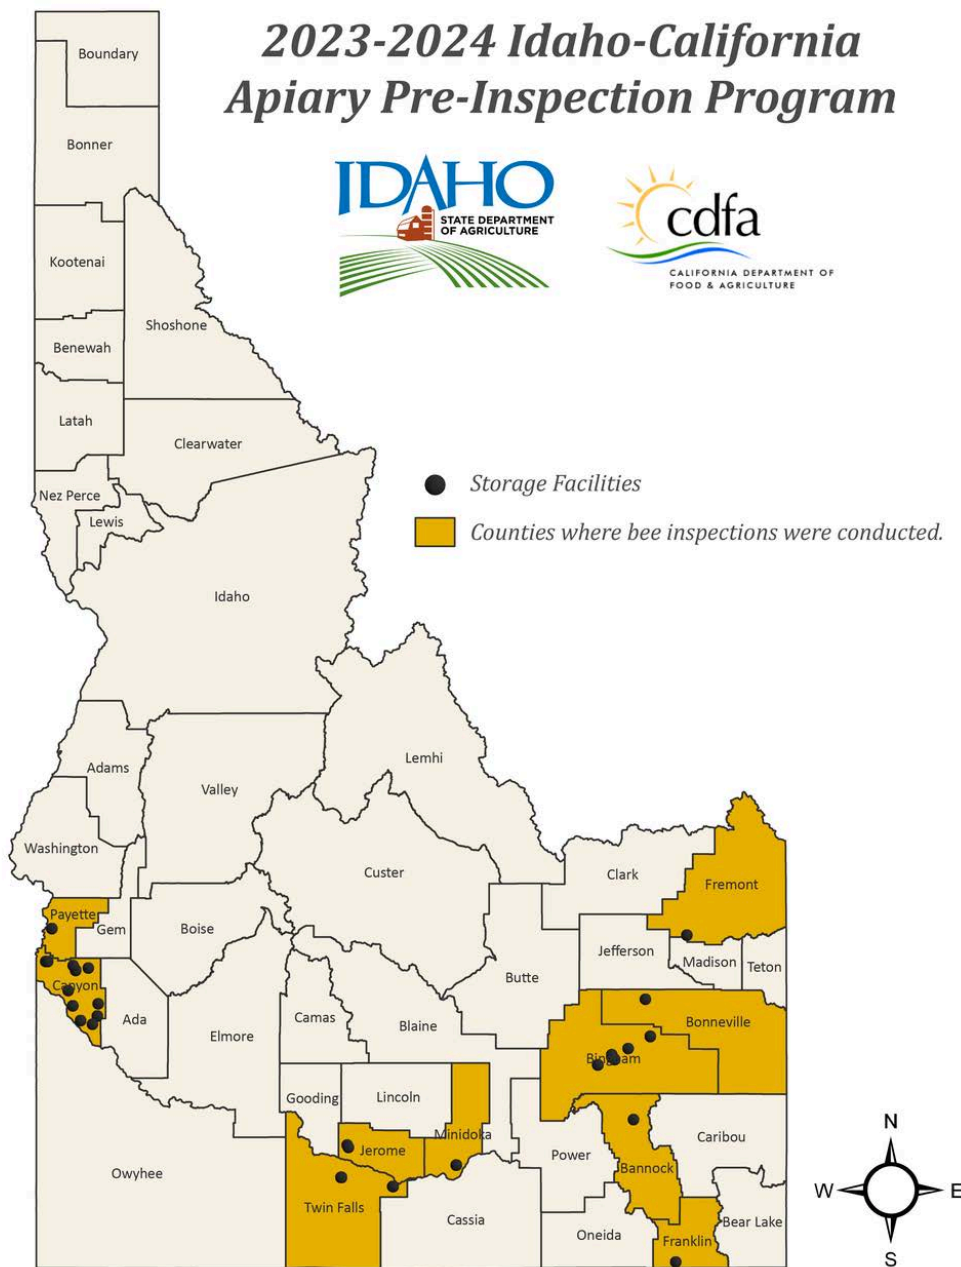 2023-2024 Idaho-California
Apiary Pre-Inspection Program
IDAHO
STATE DEPARTMENT
OF AGRICULTURE
cdfa
CALIFORNIA DEPARTMENT OF
FOOD & AGRICULTURE
Boundary
Bonner
Kootenai
Shoshone
Benewah
Latah
Clearwater
Nez Perce
Lewis
Storage Facilities
Counties where bee inspections were conducted.
Idaho
Lemhi
Adams
Valley
Washington
Custer
Clark
Fremont
Payette
Gem
Boise
Jefferson
Madison
Teton
Butte
Canyon
Ada
Elmore
Camas
Blaine
Bonneville
Bingham
Gooding
Lincoln
Minidoka
Caribou
Jerome
Power
Bannock
Owyhee
Twin Falls
Cassia
Oneida
Franklin
Bear Lake
N
W
E
S